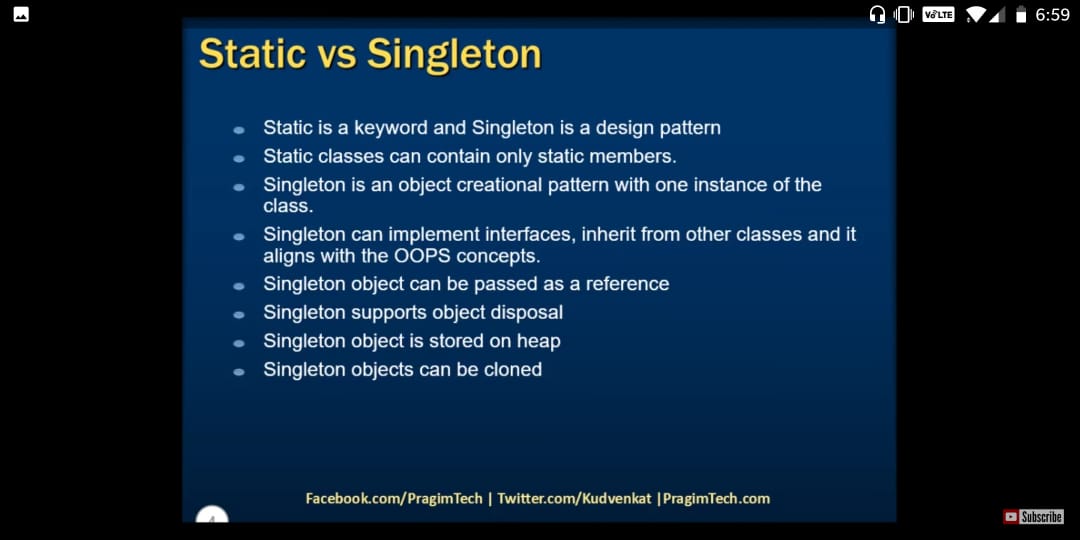 VoLTE 6:59
Static vs Singleton
Static is a keyword and Singleton is a design pattern
Static classes can contain only static members.
Singleton is an object creational pattern with one instance of the
class.
Singleton can implement interfaces, inherit from other classes and it
aligns with the OOPS concepts.
Singleton object can be passed as a reference
Singleton supports object disposal
Singleton object is stored on heap
Singleton objects can be cloned
Facebook.com/PragimTech | Twitter.com/Kudvenkat |PragimTech.com
Subscribe